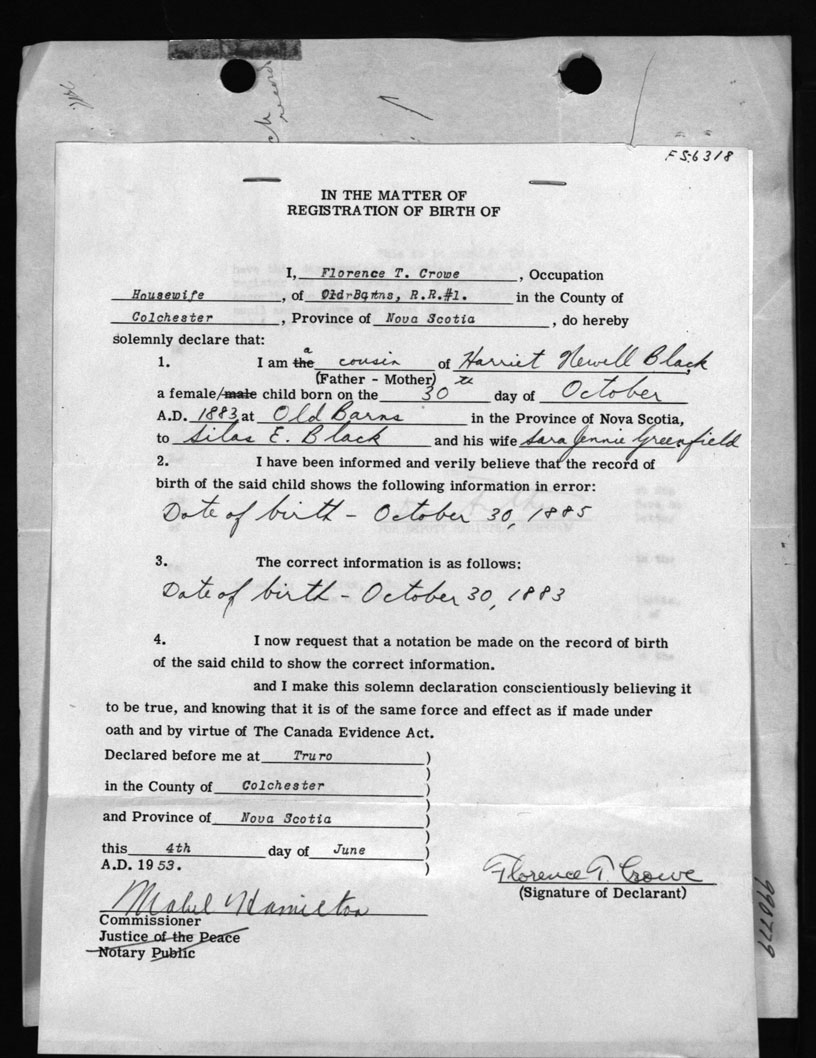 record
F S-6318
IN THE MATTER OF
REGISTRATION OF BIRTH OF
I, Florence T. Crowe, Occupation
Housewife, of Old Barns, R.R.#1. in the County of
Colchester, Province of Nova Scotia, do hereby
solemnly declare that:
1. I am the a cousin of Harriet Newell Black,
(Father - Mother)
a female/male child born on the 30th day of October
A.D. 1883 at Old Barns in the Province of Nova Scotia,
to Silas E. Black and his wife Sara Jennie Greenfield
2. I have been informed and verily believe that the record of
birth of the said child shows the following information in error:
Date of birth - October 30, 1885
3. The correct information is as follows:
Date of birth - October 30, 1883
4. I now request that a notation be made on the record of birth
of the said child to show the correct information.
and I make this solemn declaration conscientiously believing it
to be true, and knowing that it is of the same force and effect as if made under
oath and by virtue of The Canada Evidence Act.
Declared before me at Truro )
)
in the County of Colchester )
)
and Province of Nova Scotia )
)
this 4th day of June )
A.D. 1953. )
Florence T Crowe
(Signature of Declarant)
Mabel Hamilton
Commissioner
Justice of the Peace
Notary Public
990779